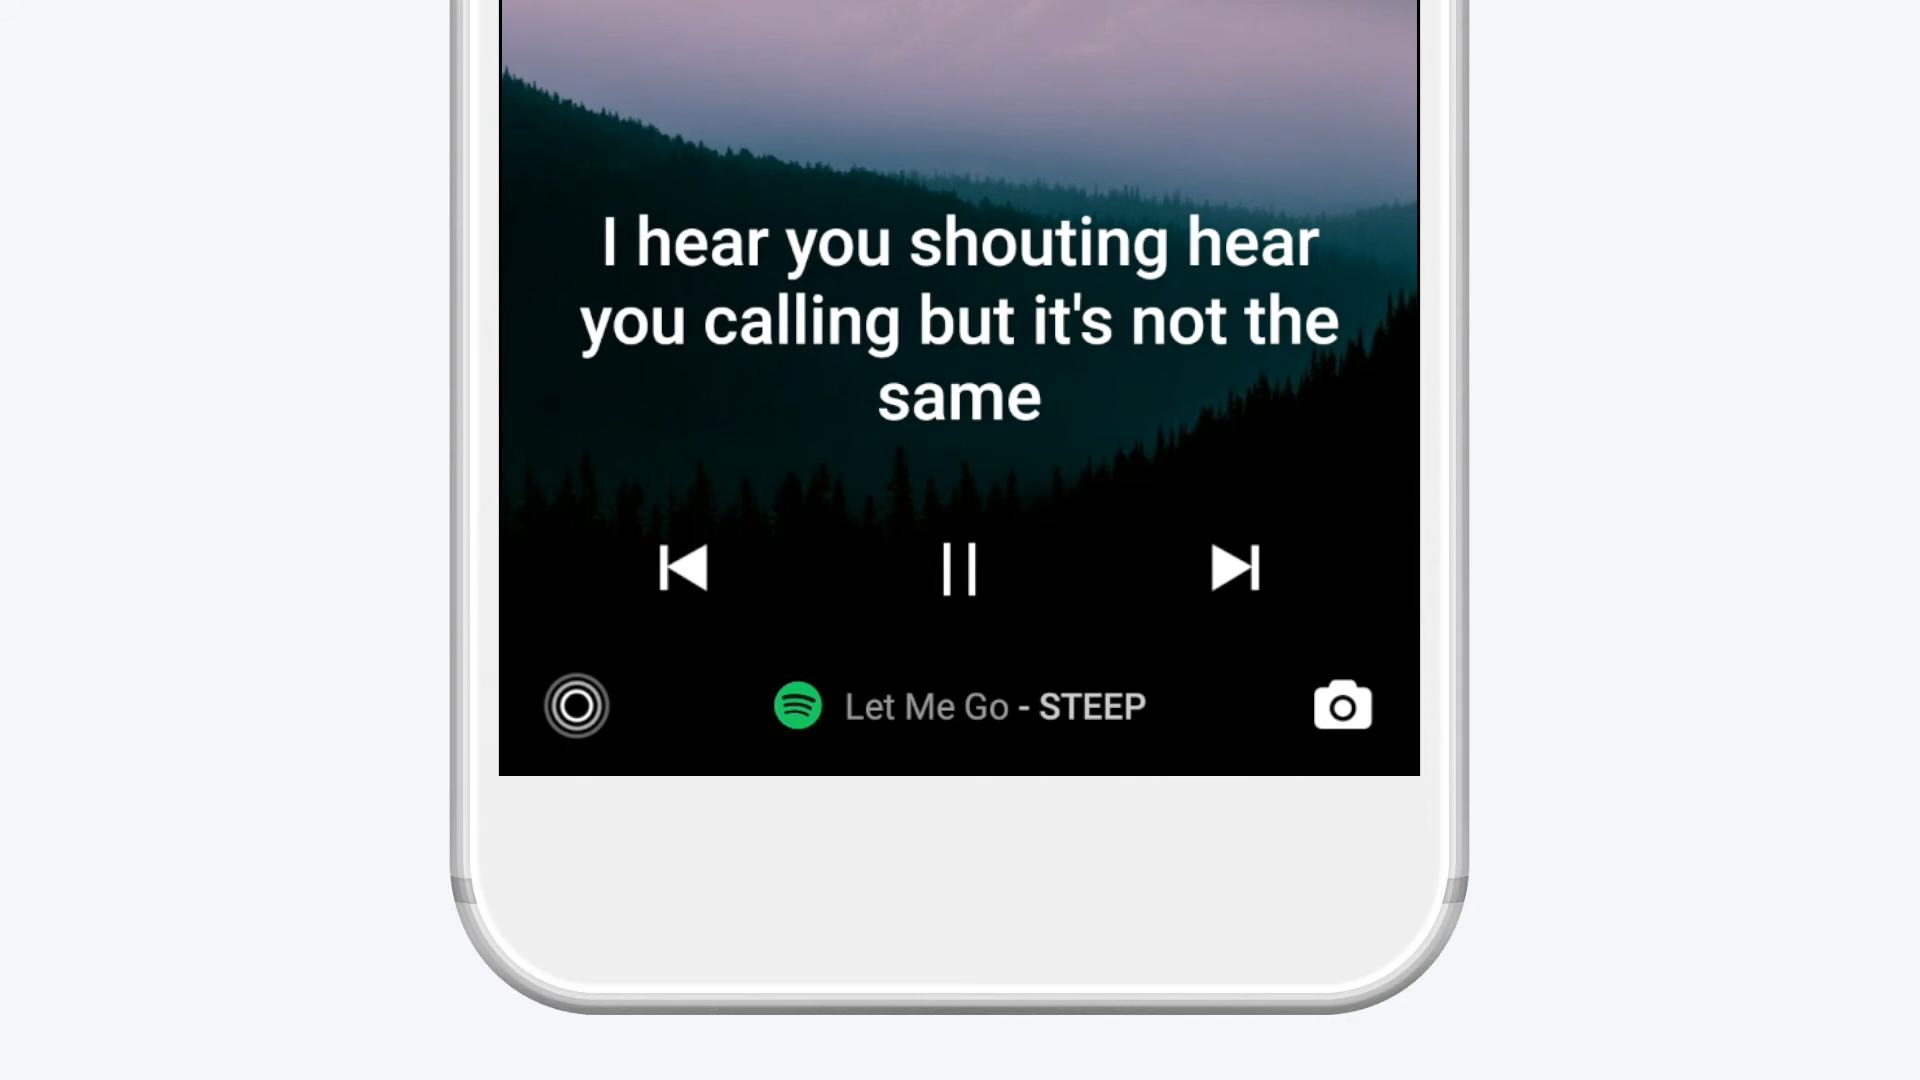 I hear you shouting hear
you calling but it's not the
same
Let Me Go - STEEP